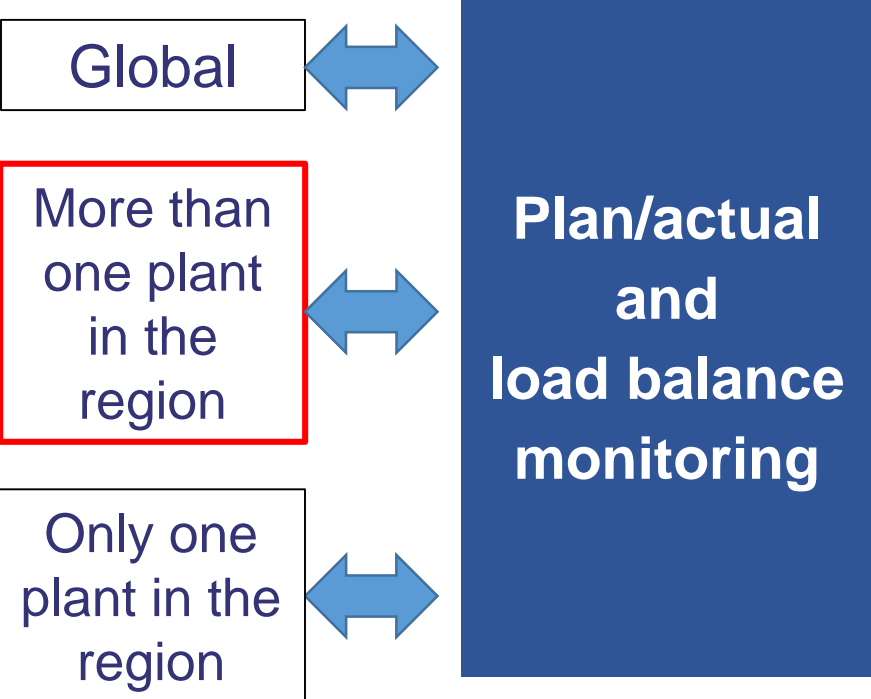 Global
More than
one plant
in the
region
Only one
plant in the
region
Plan/actual
and
load balance
monitoring